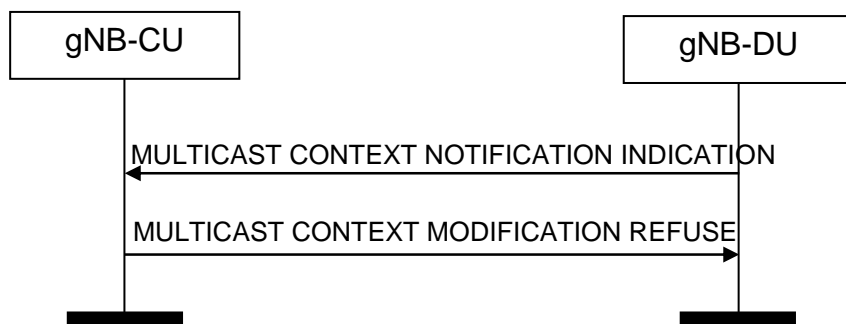 gNB-CU
gNB-DU
MULTICAST CONTEXT NOTIFICATION INDICATION
MULTICAST CONTEXT MODIFICATION REFUSE